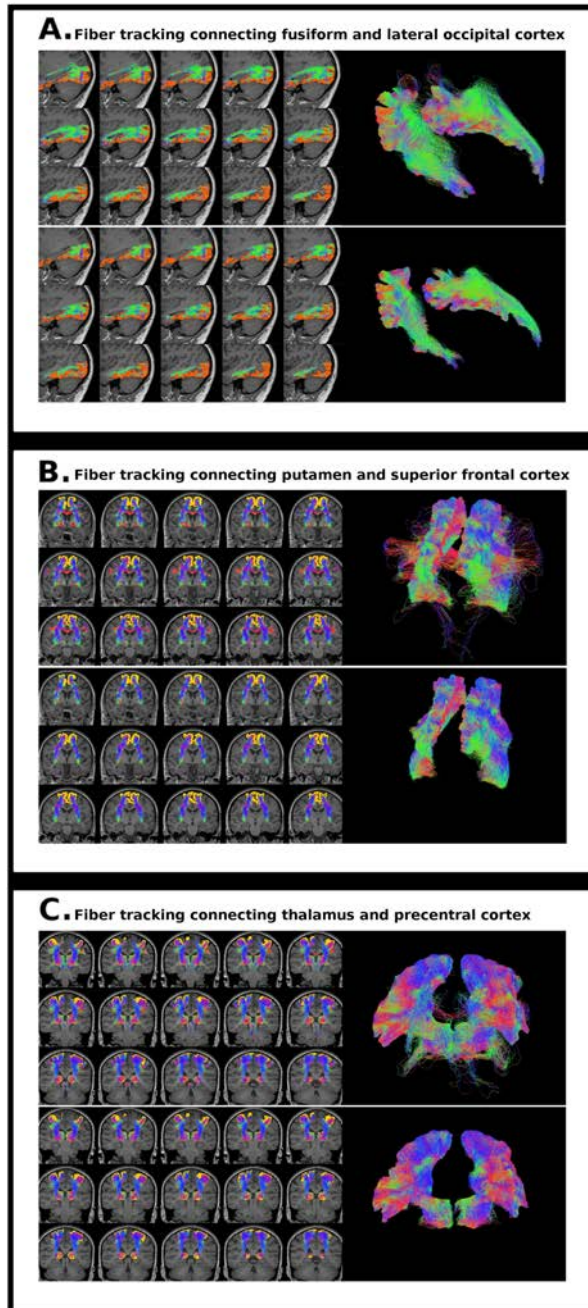 A. Fiber tracking connecting fusiform and lateral occipital cortex
B. Fiber tracking connecting putamen and superior frontal cortex
C. Fiber tracking connecting thalamus and precentral cortex